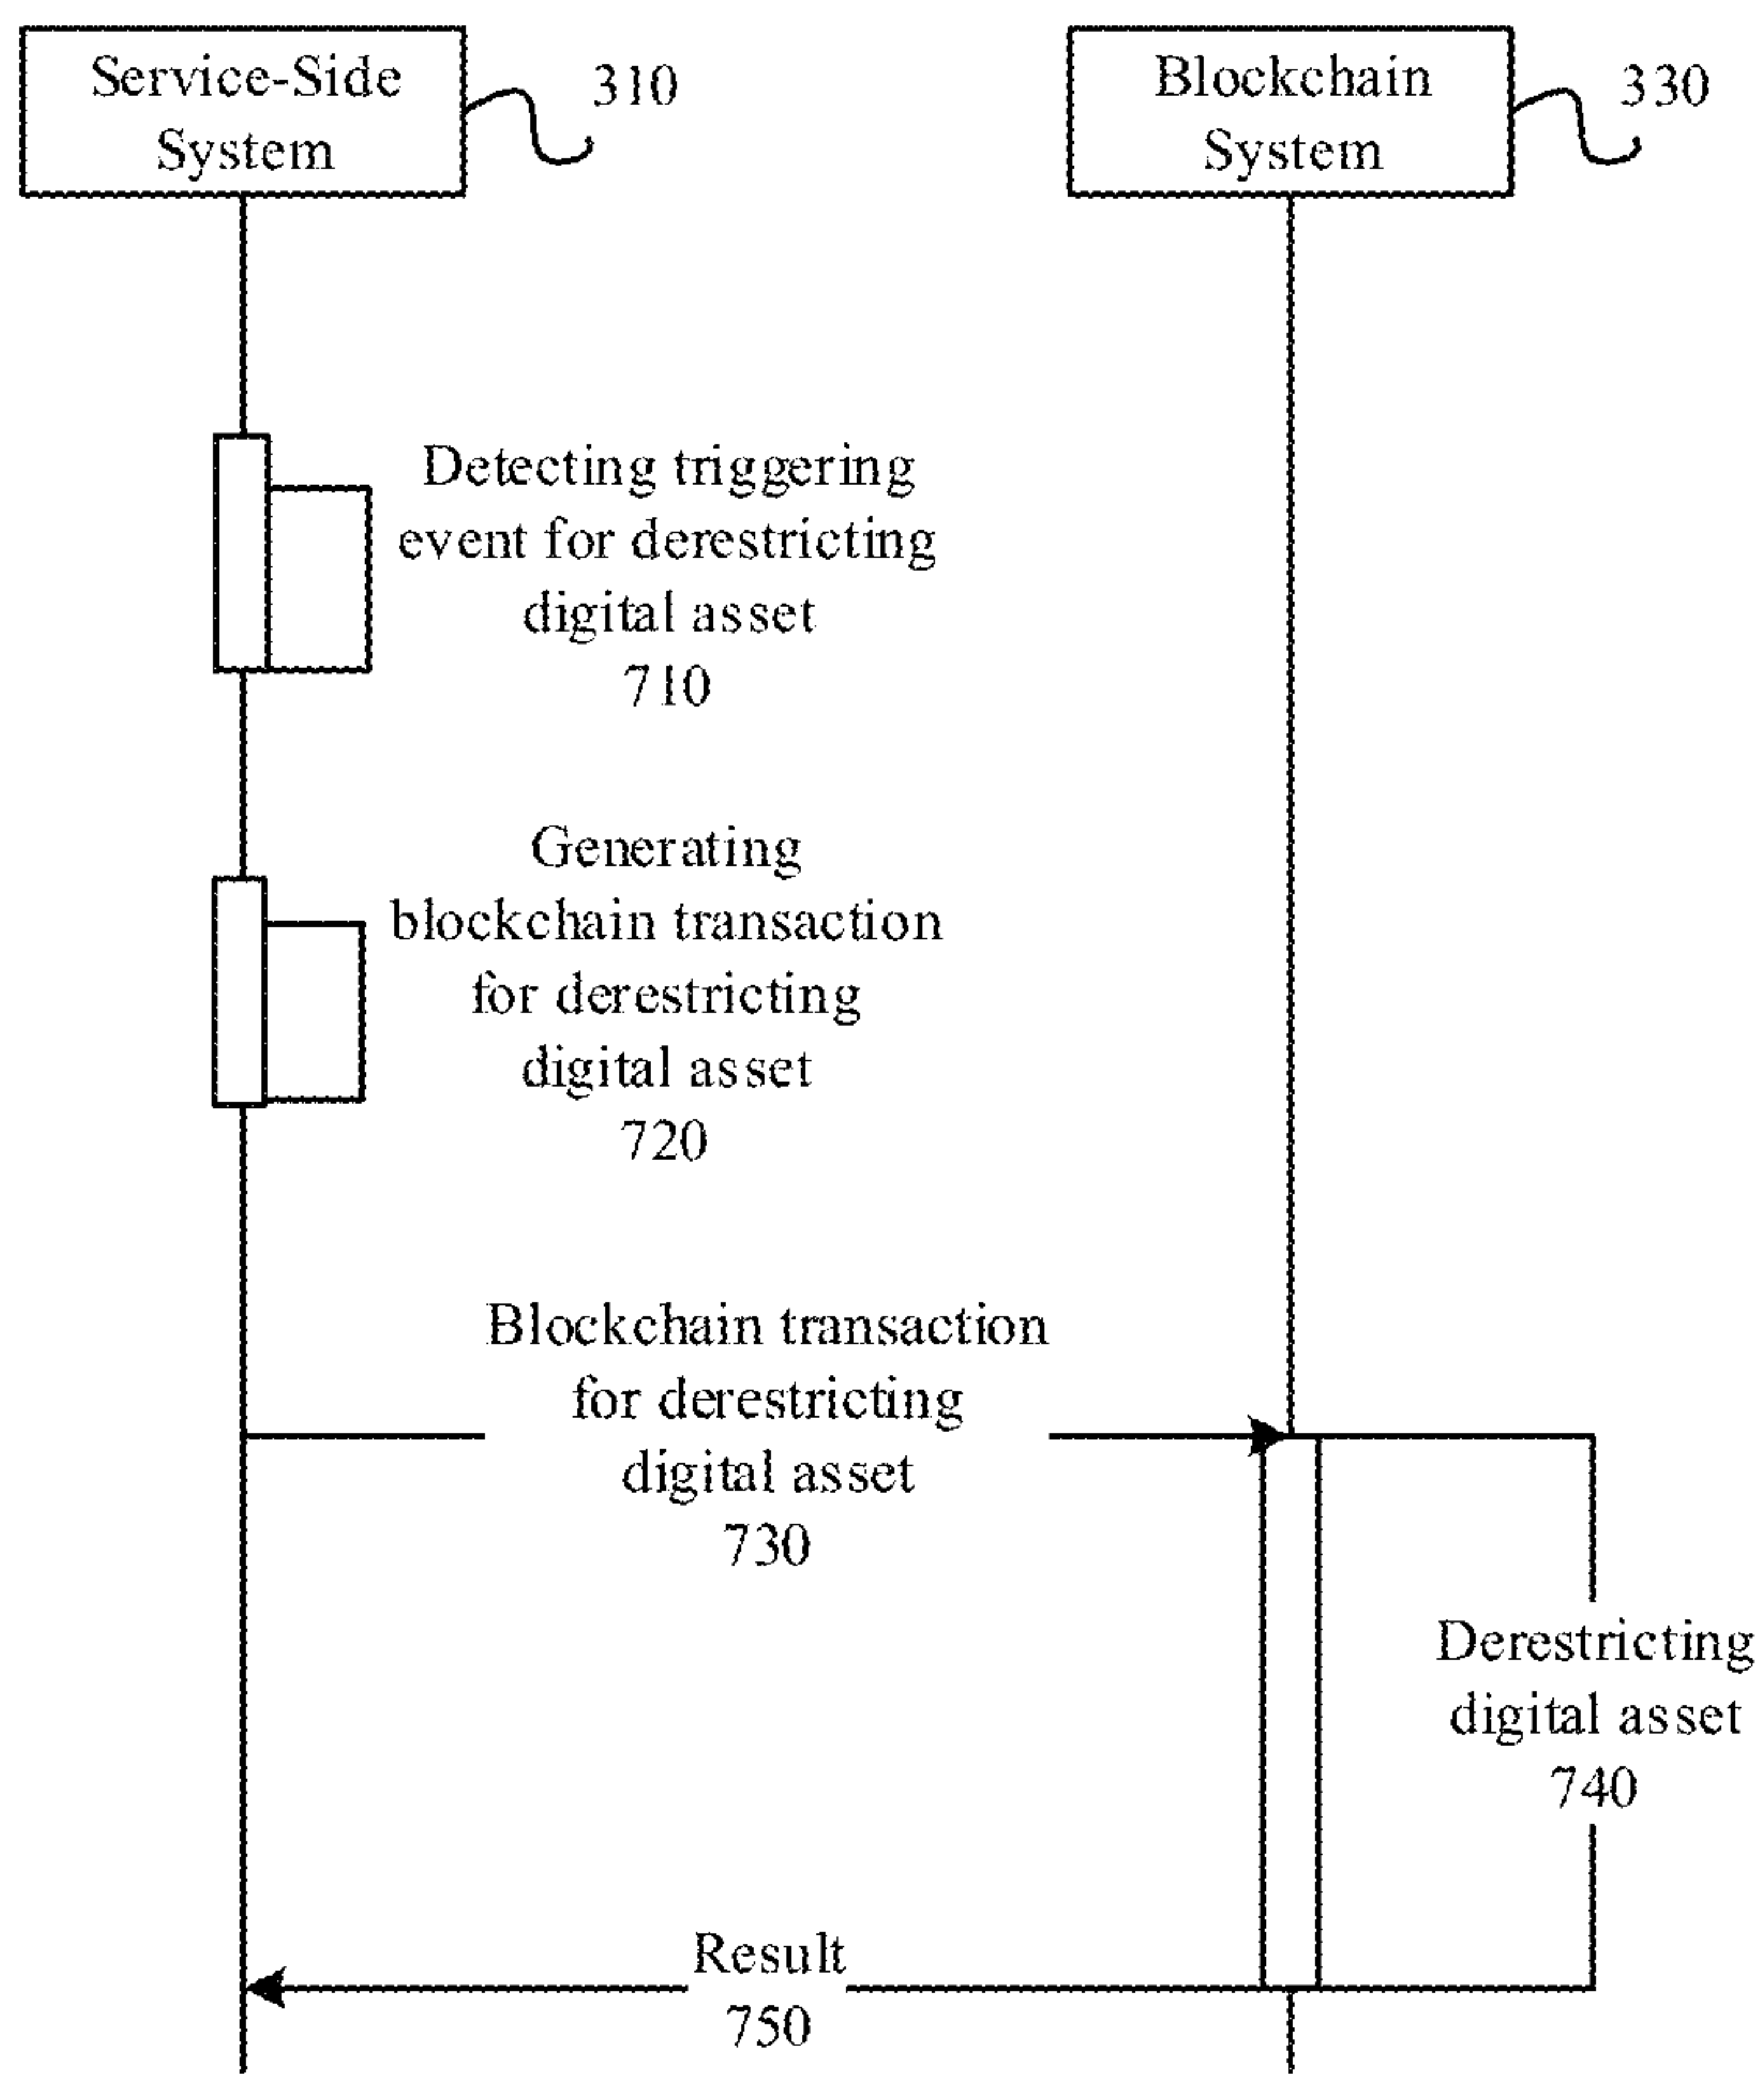 Service-Side
System
310
Blockchain
System
330
Detecting triggering
event for derestricting
digital asset
710
Generating
blockchain transaction
for derestricting
digital asset
720
Blockchain transaction
for derestricting
digital asset
730
Derestricting
digital asset
740
Result
750